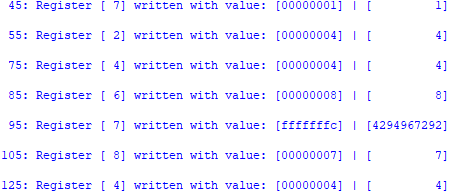 45: Register [ 7] written with value: [00000001] | [         1]
55: Register [ 2] written with value: [00000004] | [         4]
75: Register [ 4] written with value: [00000004] | [         4]
85: Register [ 6] written with value: [00000008] | [         8]
95: Register [ 7] written with value: [fffffffc] | [4294967292]
105: Register [ 8] written with value: [00000007] | [         7]
125: Register [ 4] written with value: [00000004] | [         4]